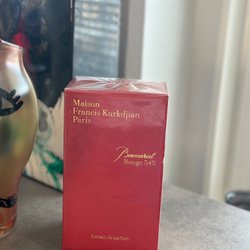 Maison
Francis Kurkdjian
Paris
Baccarat
Rouge 540
Extrait de parfum